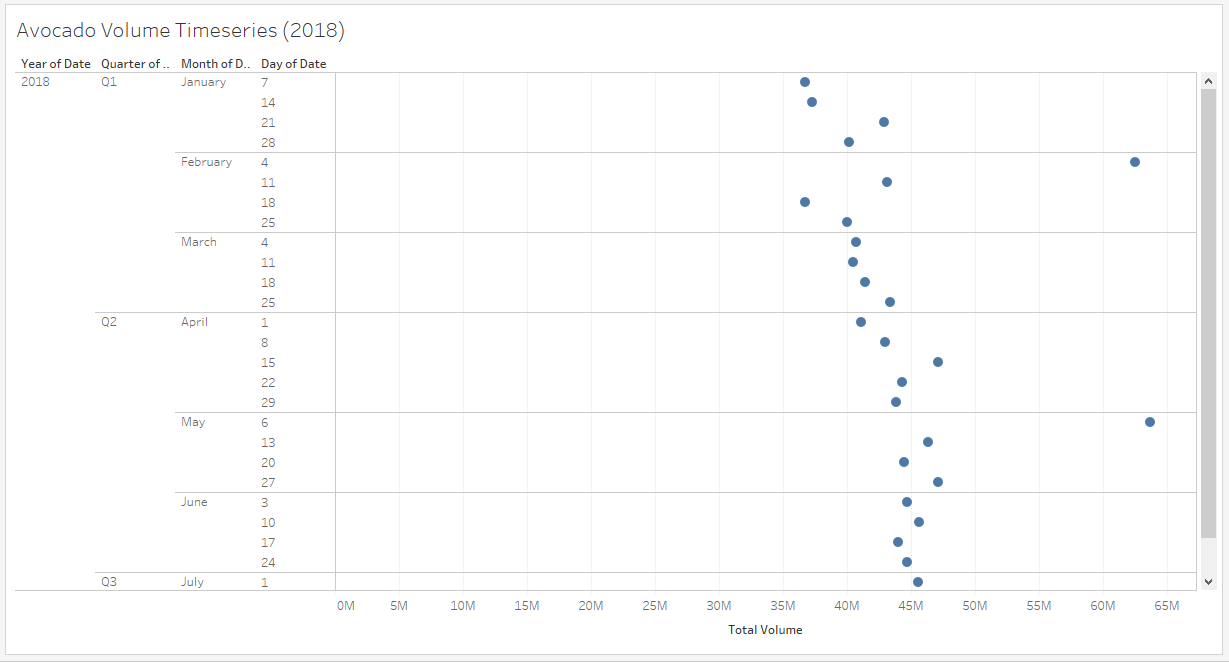 Avocado Volume Timeseries (2018)
Year of Date Quarter of .. Month of D.. Day of Date
2018 Q1 January 7
14
21
28
February 4
11
18
25
March 4
11
18
25
Q2 April 1
8
15
22
29
May 6
13
20
27
June 3
10
17
24
Q3 July 1
0M 5M 10M 15M 20M 25M 30M 35M 40M 45M 50M 55M 60M 65M
Total Volume